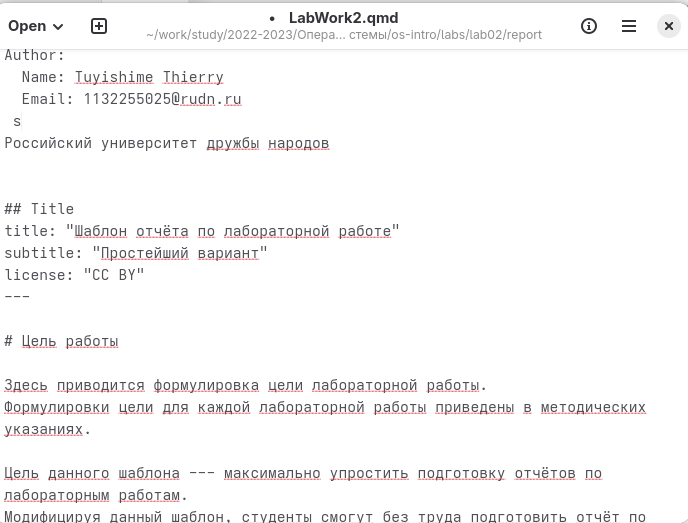 Open
• LabWork2.qmd
~/work/study/2022-2023/Опера... стемы/os-intro/labs/lab02/report
Author:
Name: Tuyishime Thierry
Email: 1132255025@rudn.ru
s
Российский университет дружбы народов
## Title
title: "Шаблон отчёта по лабораторной работе"
subtitle: "Простейший вариант"
license: "CC BY"
---
# Цель работы
Здесь приводится формулировка цели лабораторной работы.
Формулировки цели для каждой лабораторной работы приведены в методических
указаниях.
Цель данного шаблона --- максимально упростить подготовку отчётов по
лабораторным работам.
Модифицируя данный шаблон, студенты смогут без труда подготовить отчёт по